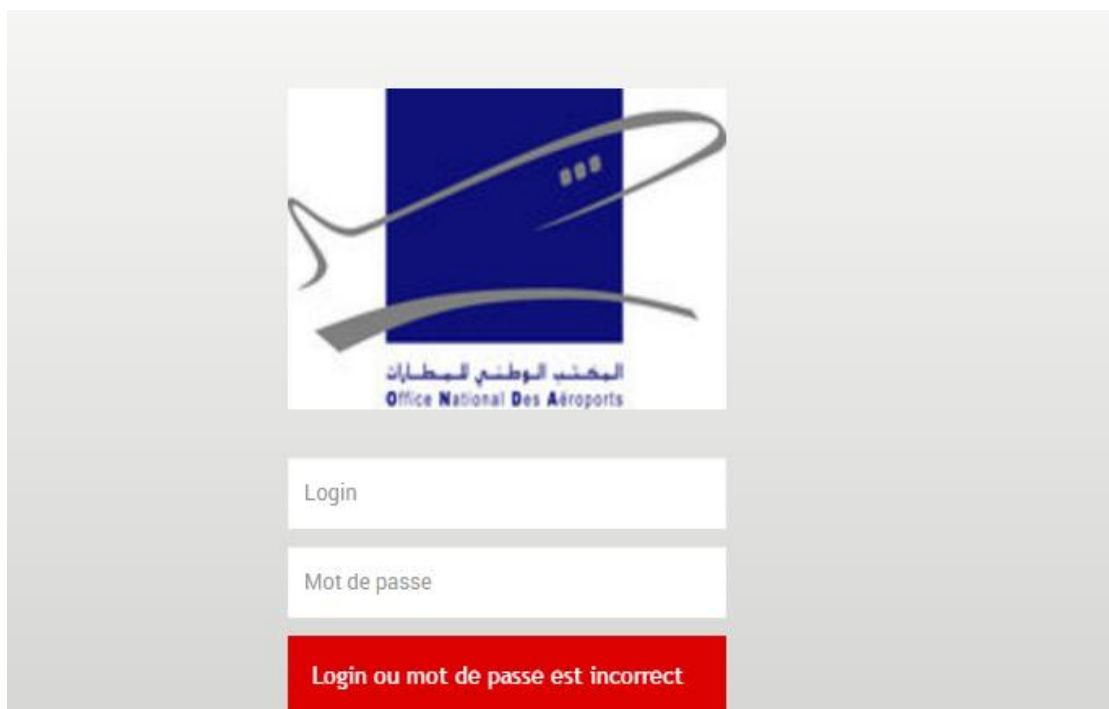 المكتب الوطني للمطارات
Office National Des Aéroports
Login
Mot de passe
Login ou mot de passe est incorrect